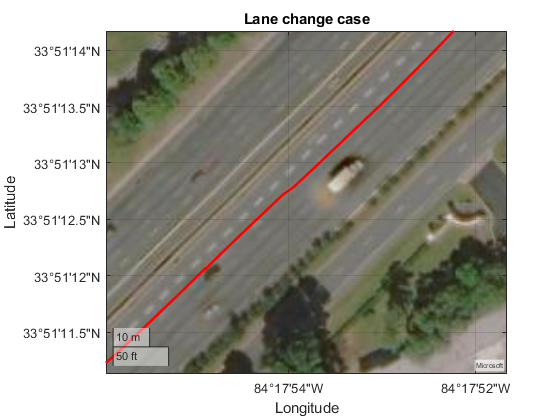 Lane change case
33°51'14"N
33°51'13.5"N
33°51'13"N
33°51'12.5"N
33°51'12"N
33°51'11.5"N
Latitude
10 m
50 ft
Microsoft
84°17'54"W
84°17'52"W
Longitude